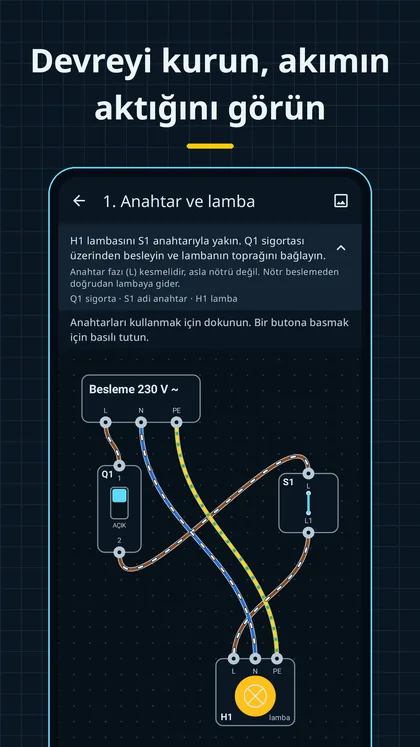 Devreyi kurun, akımın
aktığını görün
1. Anahtar ve lamba
H1 lambasını S1 anahtarıyla yakın. Q1 sigortası
üzerinden besleyin ve lambanın toprağını bağlayın.
Anahtar fazı (L) kesmelidir, asla nötrü değil. Nötr beslemeden
doğrudan lambaya gider.
Q1 sigorta · S1 adi anahtar · H1 lamba
Anahtarları kullanmak için dokunun. Bir butona basmak
için basılı tutun.
Besleme 230 V ~
L N PE
Q1 1
AÇIK
2
S1 L
L1
L N PE
H1 lamba